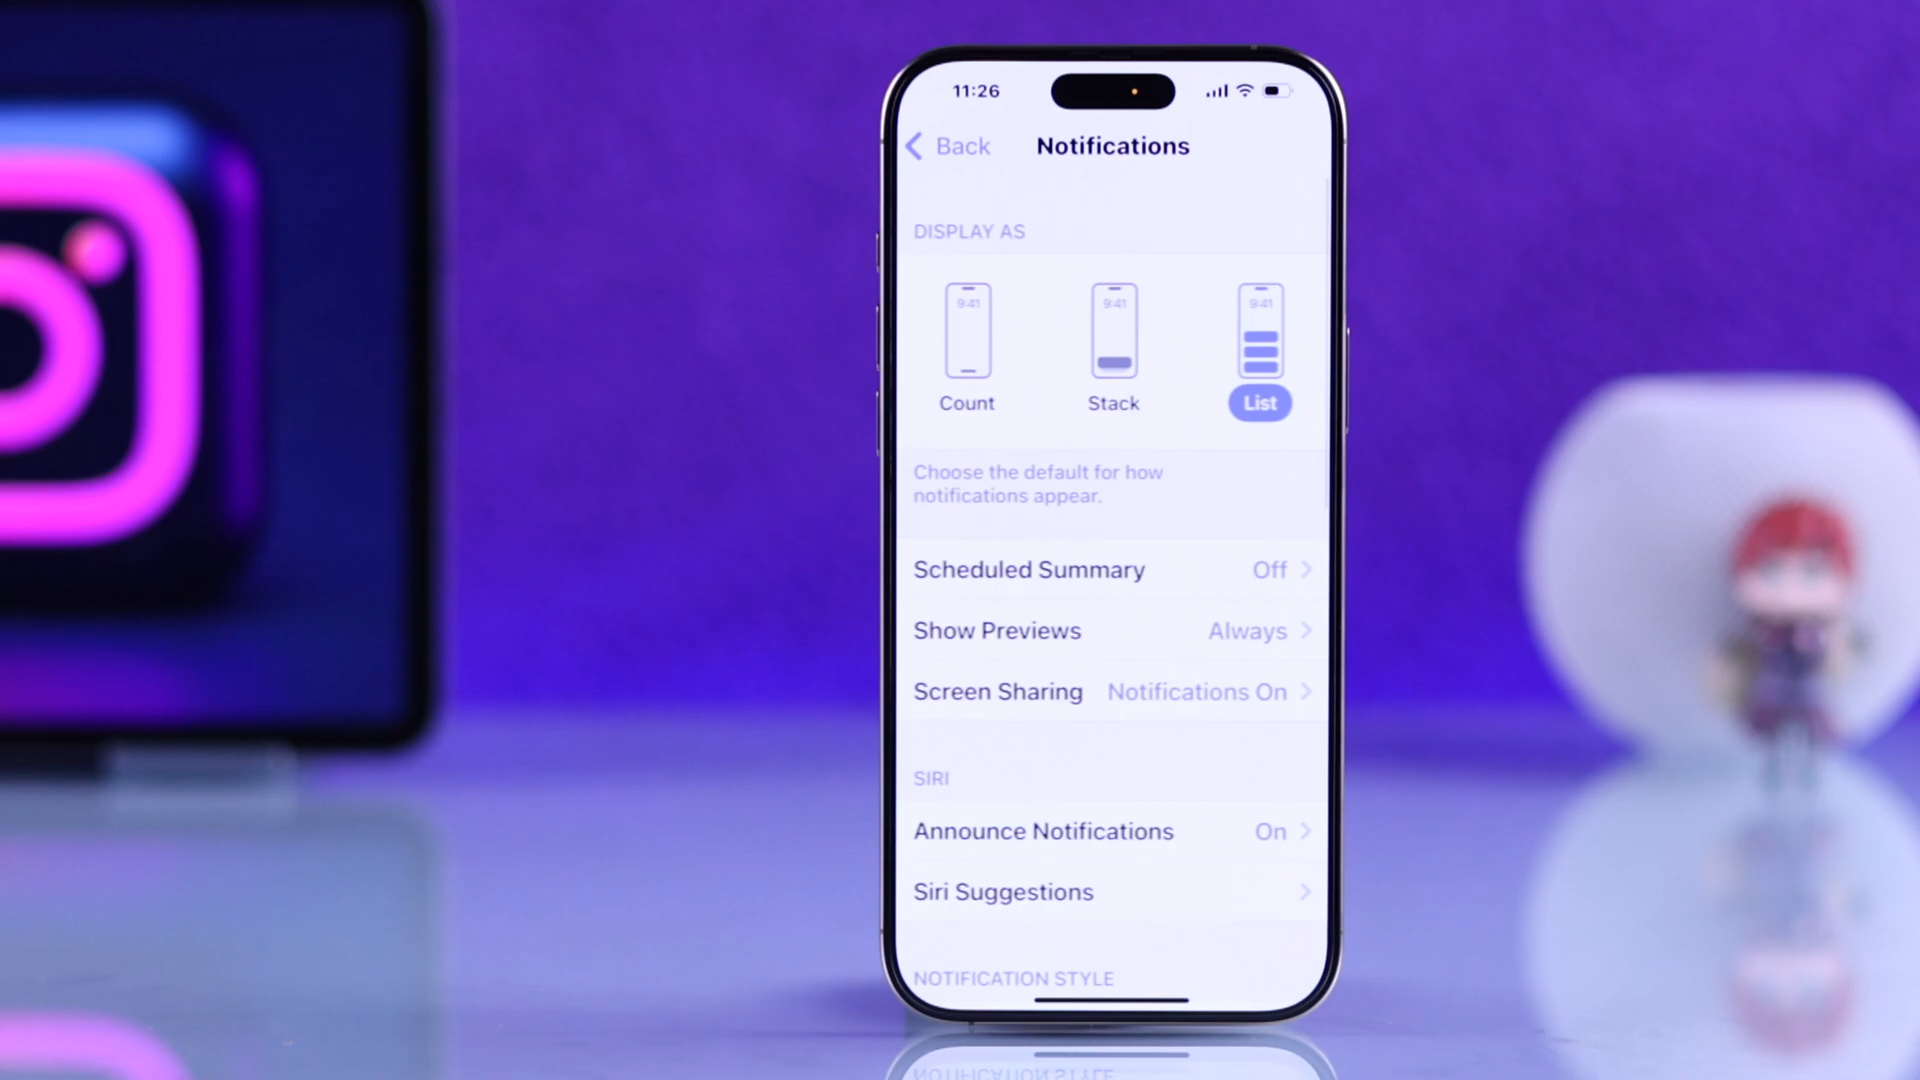 11:26
Back
Notifications
DISPLAY AS
9:41
9:41
9:41
Count
Stack
List
Choose the default for how
notifications appear.
Scheduled Summary
Off
Show Previews
Always
Screen Sharing
Notifications On
SIRI
Announce Notifications
On
Siri Suggestions
NOTIFICATION STYLE
NOTIFICATION STYLE